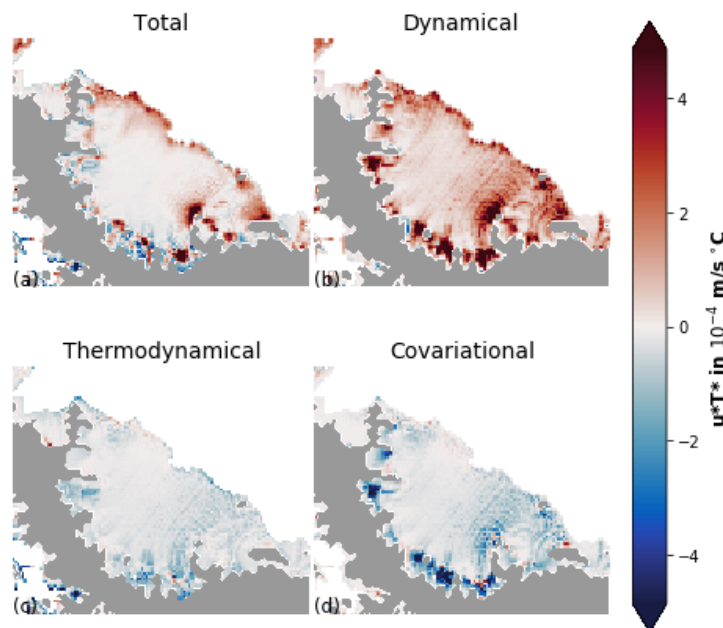 Total
Dynamical
(a)
(b)
Thermodynamical
Covariational
(c)
(d)
4
2
0
−2
−4
u*T* in 10⁻⁴ m/s °C